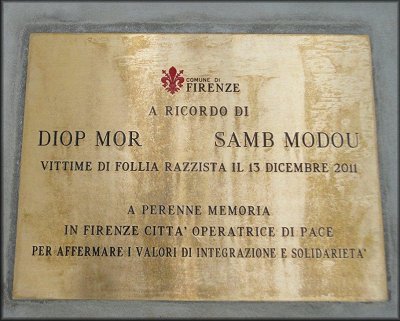 COMUNE DI
FIRENZE
A RICORDO DI
DIOP MOR SAMB MODOU
VITTIME DI FOLLIA RAZZISTA IL 13 DICEMBRE 2011
A PERENNE MEMORIA
IN FIRENZE CITTA' OPERATRICE DI PACE
PER AFFERMARE I VALORI DI INTEGRAZIONE E SOLIDARIETA'